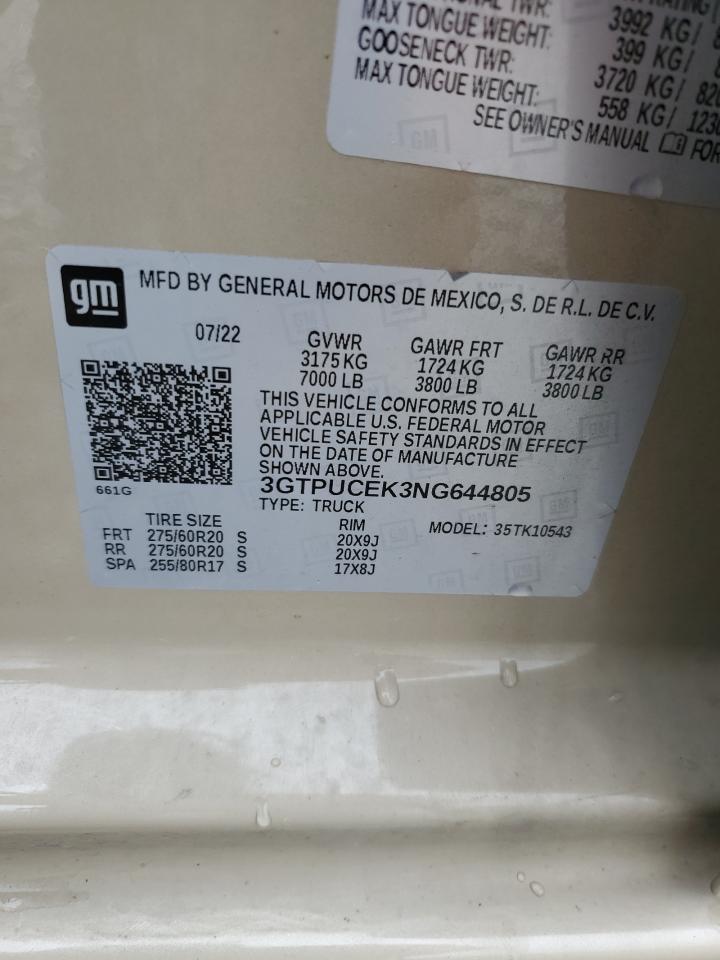 MAX TONGUE WEIGHT: 3992 KG/
GOOSENECK TWR: 399 KG/
MAX TONGUE WEIGHT: 3720 KG/
558 KG/
SEE OWNER'S MANUAL FOR
GM
gm
MFD BY GENERAL MOTORS DE MEXICO, S. DE R.L. DE C.V.
07/22
GVWR GAWR FRT GAWR RR
3175 KG 1724 KG 1724 KG
7000 LB 3800 LB 3800 LB
THIS VEHICLE CONFORMS TO ALL
APPLICABLE U.S. FEDERAL MOTOR
VEHICLE SAFETY STANDARDS IN EFFECT
ON THE DATE OF MANUFACTURE
SHOWN ABOVE.
661G
3GTPUCEK3NG644805
TYPE: TRUCK
TIRE SIZE RIM MODEL: 35TK10543
FRT 275/60R20 S 20X9J
RR 275/60R20 S 20X9J
SPA 255/80R17 S 17X8J